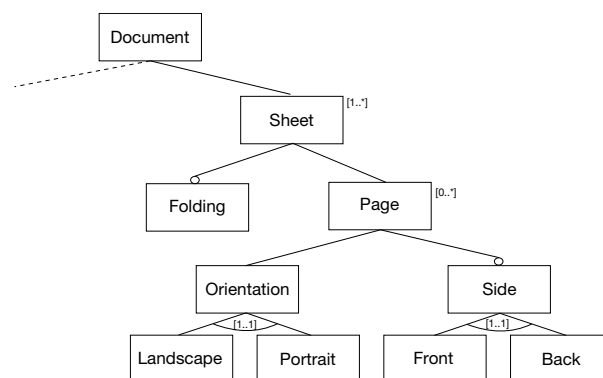 Document
[1..*]
Sheet
Folding
Page
[0..*]
Orientation
Side
[1..1]
[1..1]
Landscape
Portrait
Front
Back